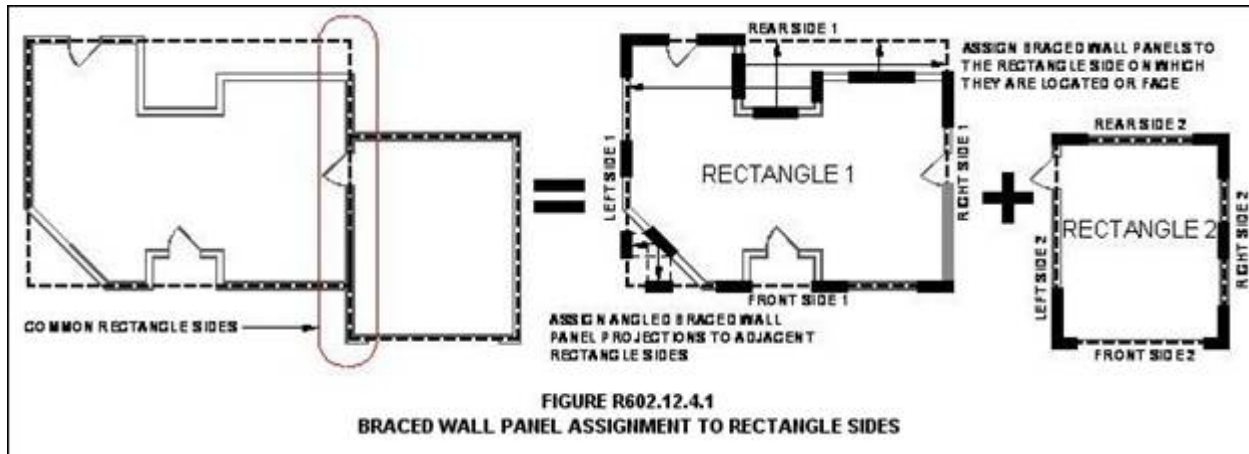 REAR SIDE 1
ASSIGN BRACED WALL PANELS TO
THE RECTANGLE SIDE ON WHICH
THEY ARE LOCATED OR FACE
REAR SIDE 2
LEFT SIDE 1
RECTANGLE 1
RIGHT SIDE 1
LEFT SIDE 2
RECTANGLE 2
RIGHT SIDE 2
COMMON RECTANGLE SIDES
FRONT SIDE 1
ASSIGN ANGLED BRACED WALL
PANEL PROJECTIONS TO ADJACENT
RECTANGLE SIDES
FRONT SIDE 2
FIGURE R602.12.4.1
BRACED WALL PANEL ASSIGNMENT TO RECTANGLE SIDES